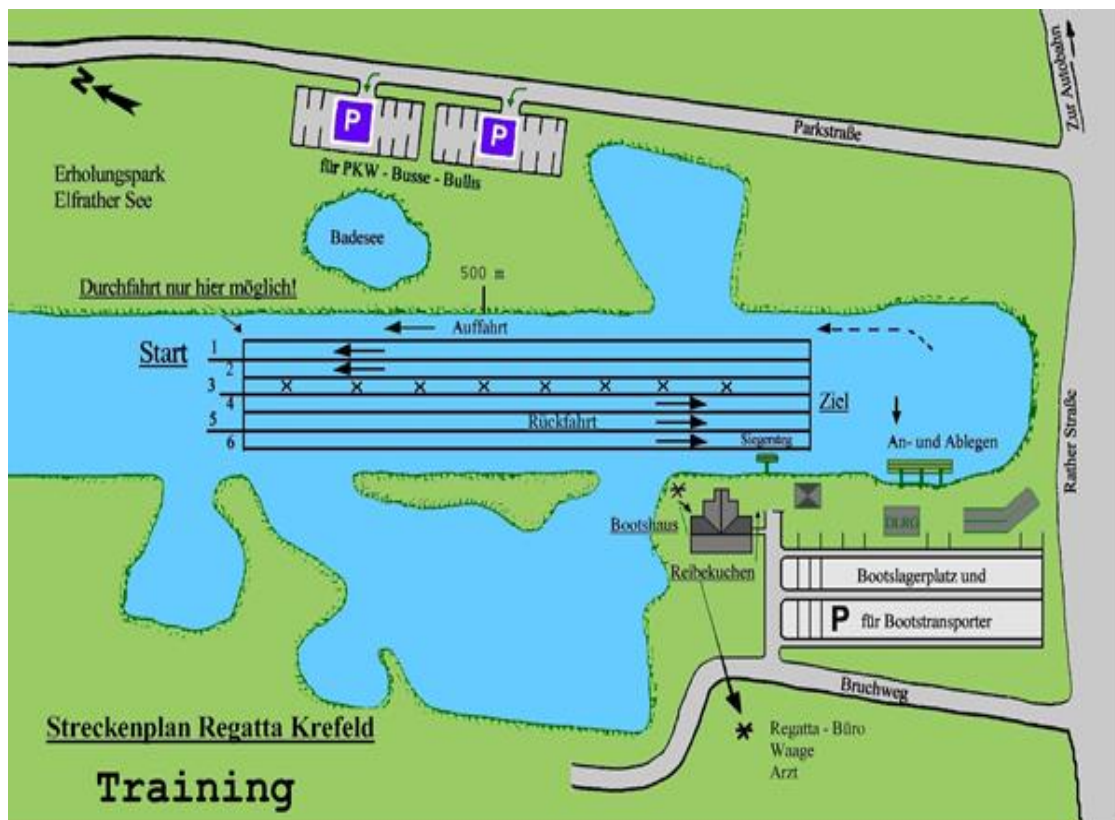 Zur Autobahn
N
P
P
Parkstraße
für PKW - Busse - Bullis
Erholungspark
Elfrather See
Badesee
500 m
Durchfahrt nur hier möglich!
Auffahrt
Start
1
2
3
4
5
6
Ziel
Rückfahrt
Siegersteg
An- und Ablegen
Rather Straße
Bootshaus
DLRG
Reibekuchen
Bootslagerplatz und
P für Bootstransporter
Bruchweg
Streckenplan Regatta Krefeld
Training
Regatta - Büro
Waage
Arzt